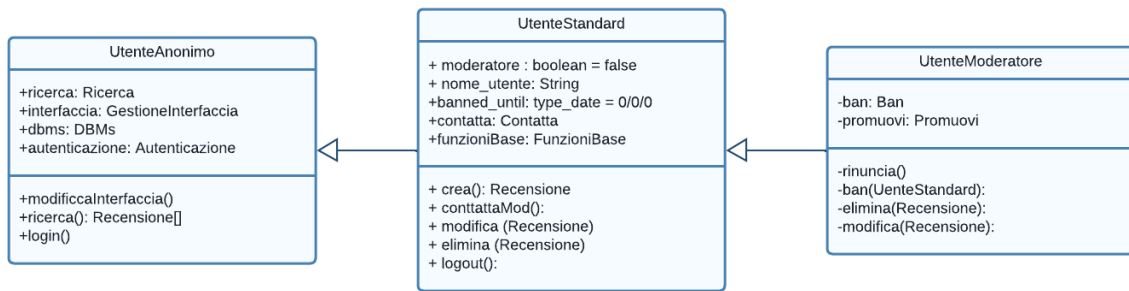 UtenteAnonimo
+ricerca: Ricerca
+interfaccia: GestioneInterfaccia
+dbms: DBMs
+autenticazione: Autenticazione
+modificcaInterfaccia()
+ricerca(): Recensione[]
+login()
UtenteStandard
+ moderatore : boolean = false
+ nome_utente: String
+banned_until: type_date = 0/0/0
+contatta: Contatta
+funzioniBase: FunzioniBase
+ crea(): Recensione
+ conttattaMod():
+ modifica (Recensione)
+ elimina (Recensione)
+ logout():
UtenteModeratore
-ban: Ban
-promuovi: Promuovi
-rinuncia()
-ban(UenteStandard):
-elimina(Recensione):
-modifica(Recensione):